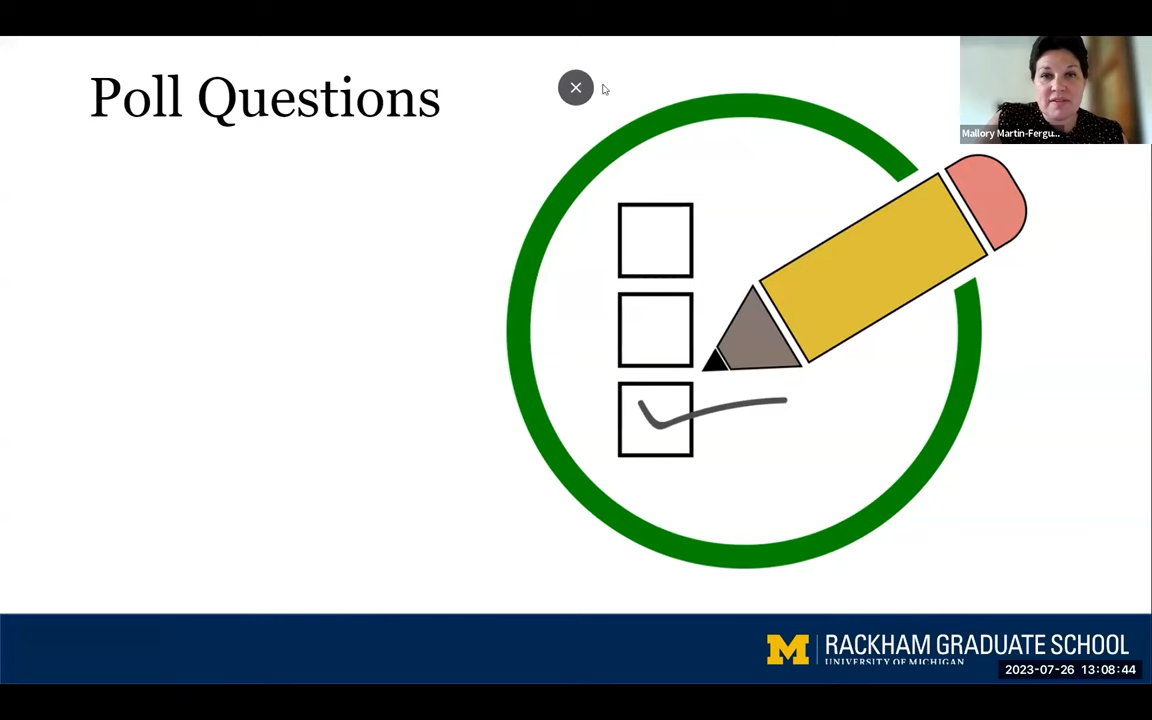 Poll Questions
Mallory Martin-Fergu...
M
RACKHAM GRADUATE SCHOOL
UNIVERSITY OF MICHIGAN
2023-07-26 13:08:44